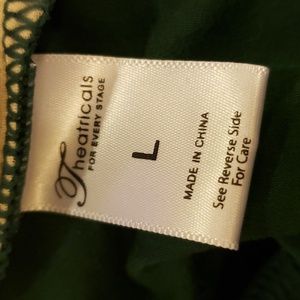 Theatricals
FOR EVERY STAGE
L
MADE IN CHINA
See Reverse Side
For Care